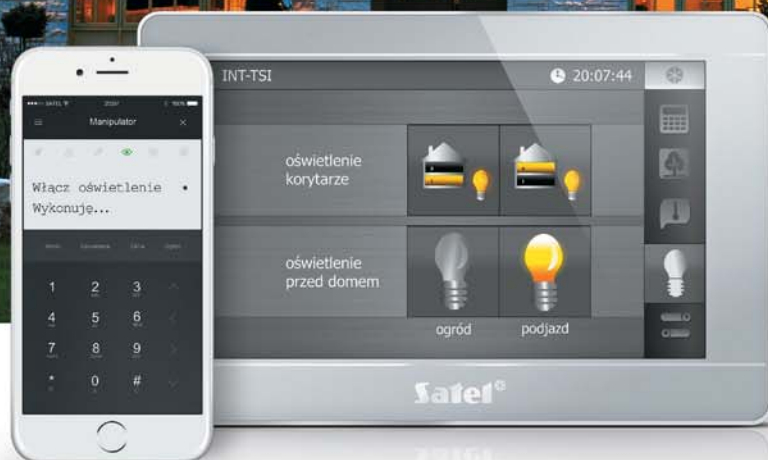 SATEL
Manipulator
Włącz oświetlenie
Wykonuję...
1 2 3
4 5 6
7 8 9
* 0 #
INT-TSI
20:07:44
oświetlenie
korytarze
oświetlenie
przed domem
ogród
podjazd
Satel®